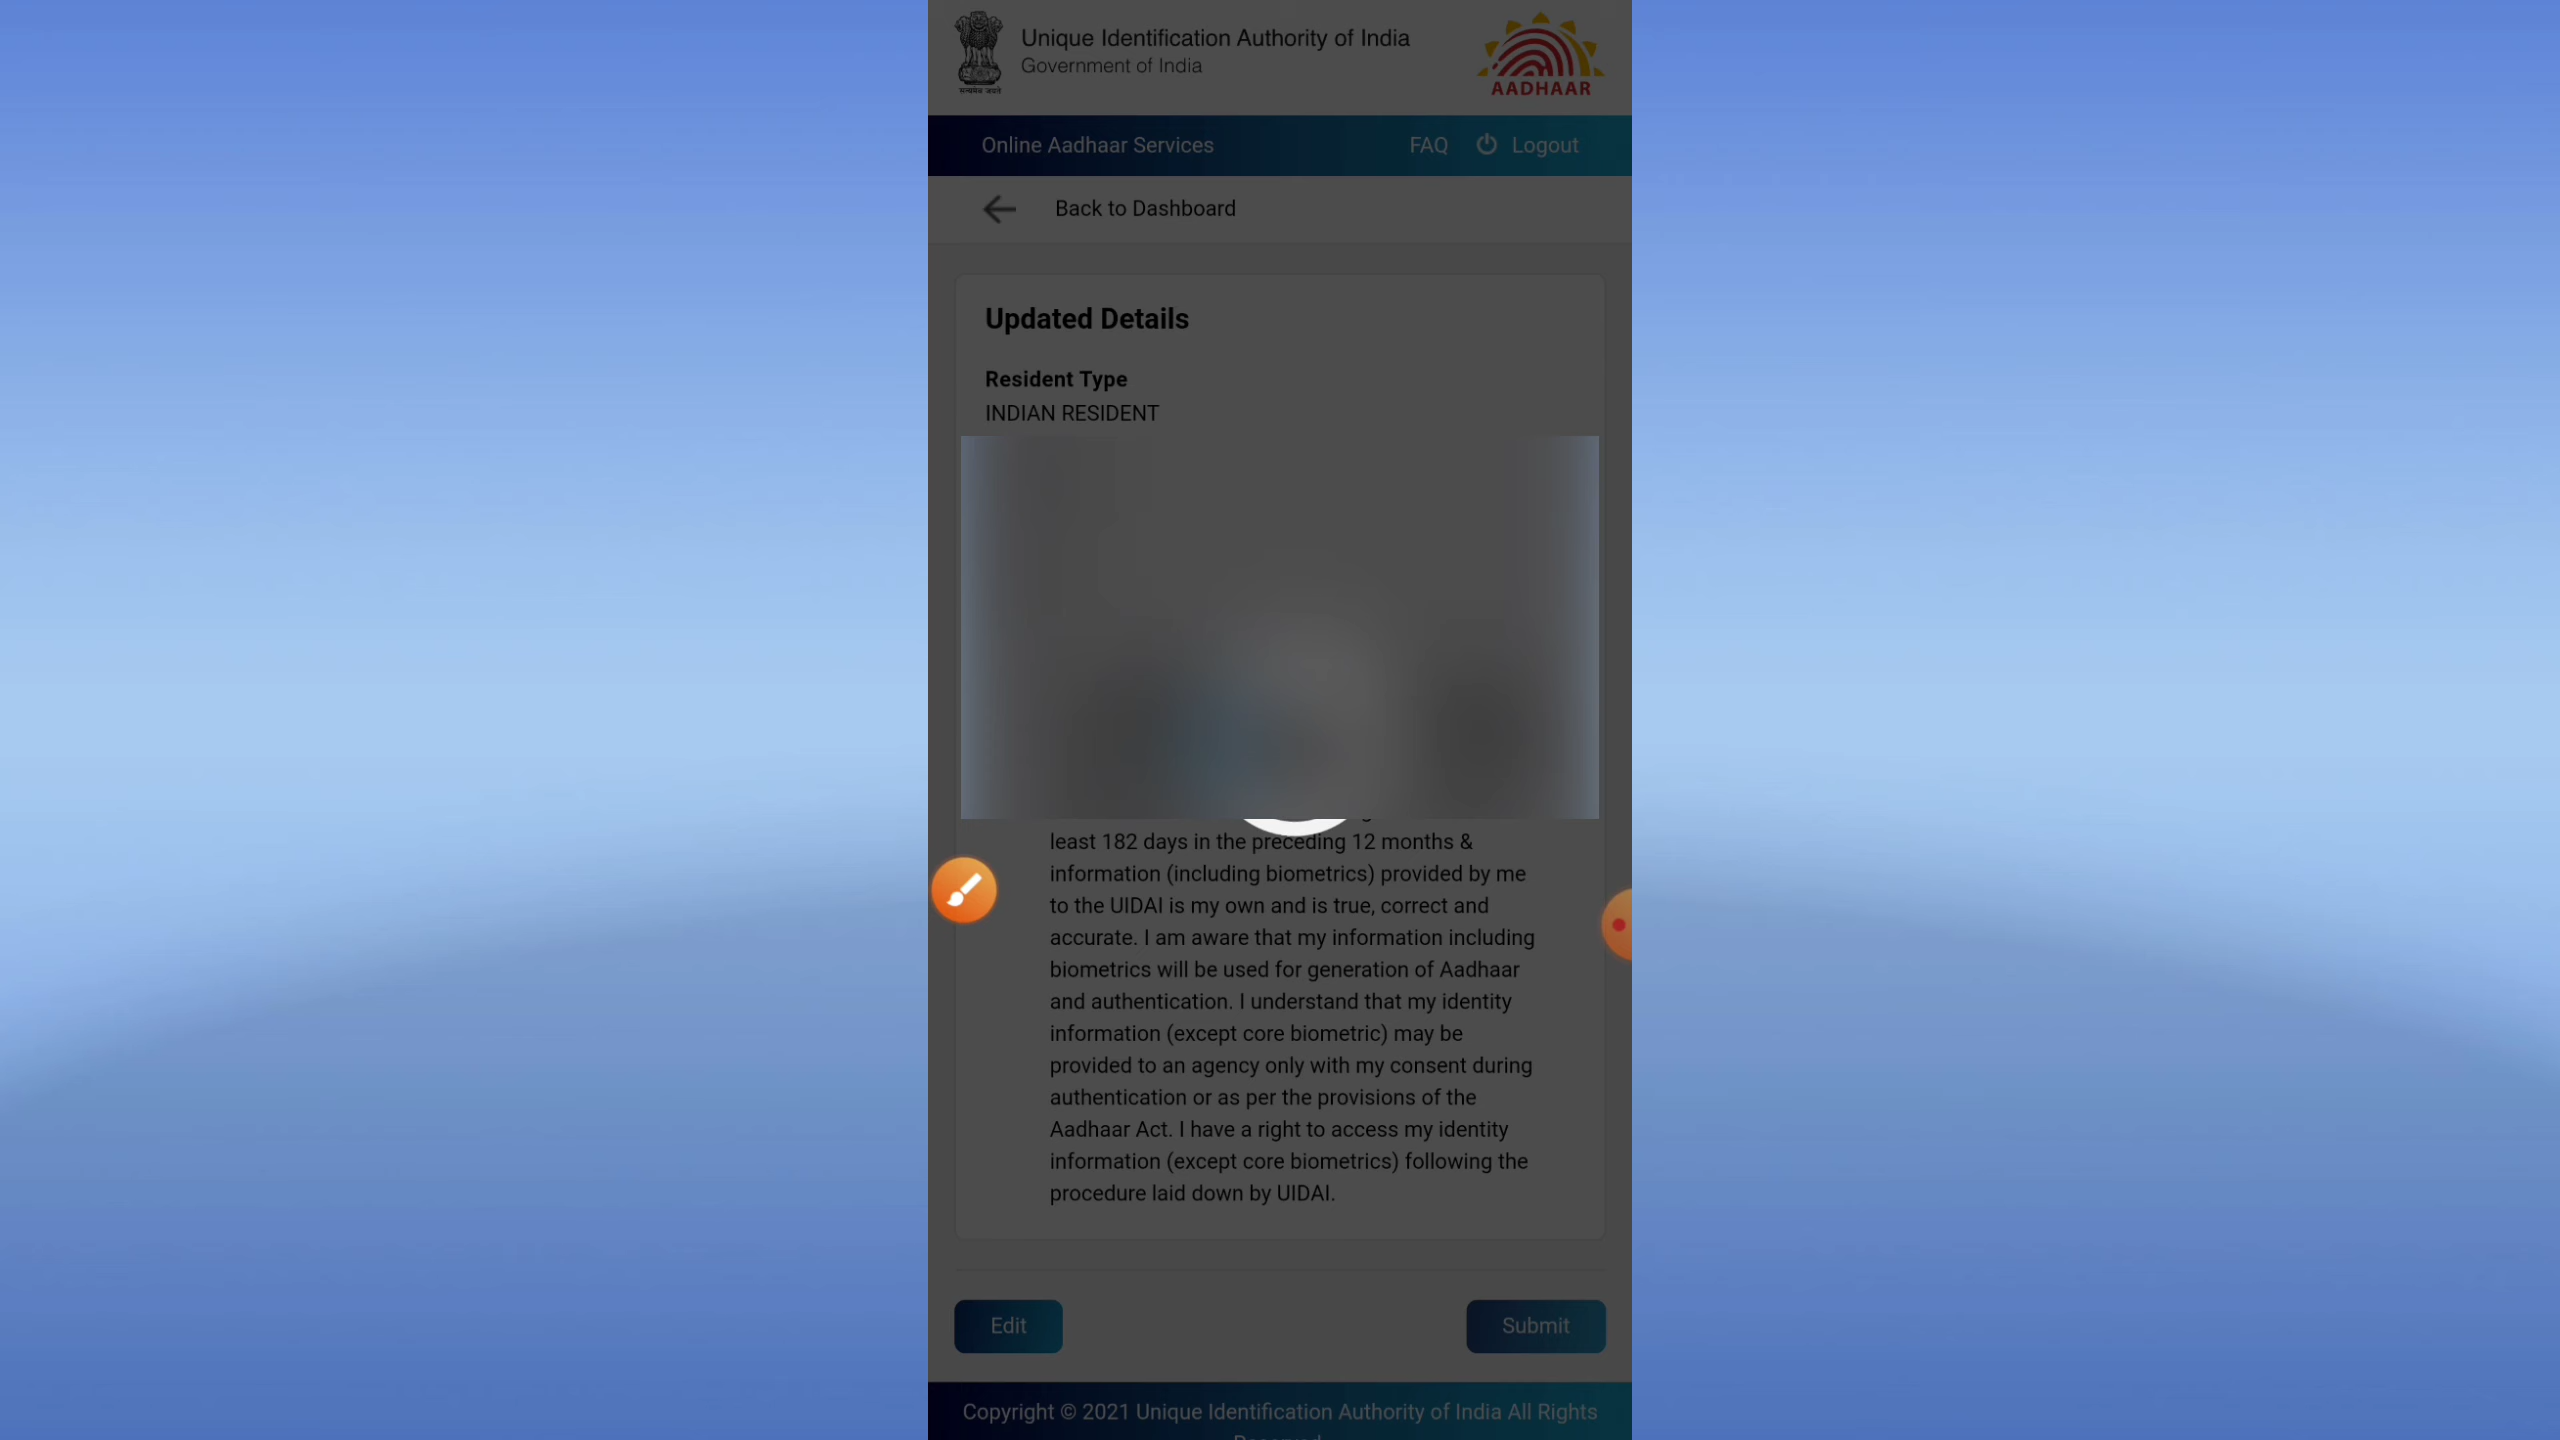 Unique Identification Authority of India
Government of India
सत्यमेव जयते
AADHAAR
Online Aadhaar Services
FAQ
Logout
Back to Dashboard
Updated Details
Resident Type
INDIAN RESIDENT
least 182 days in the preceding 12 months &
information (including biometrics) provided by me
to the UIDAI is my own and is true, correct and
accurate. I am aware that my information including
biometrics will be used for generation of Aadhaar
and authentication. I understand that my identity
information (except core biometric) may be
provided to an agency only with my consent during
authentication or as per the provisions of the
Aadhaar Act. I have a right to access my identity
information (except core biometrics) following the
procedure laid down by UIDAI.
Edit
Submit
Copyright © 2021 Unique Identification Authority of India All Rights